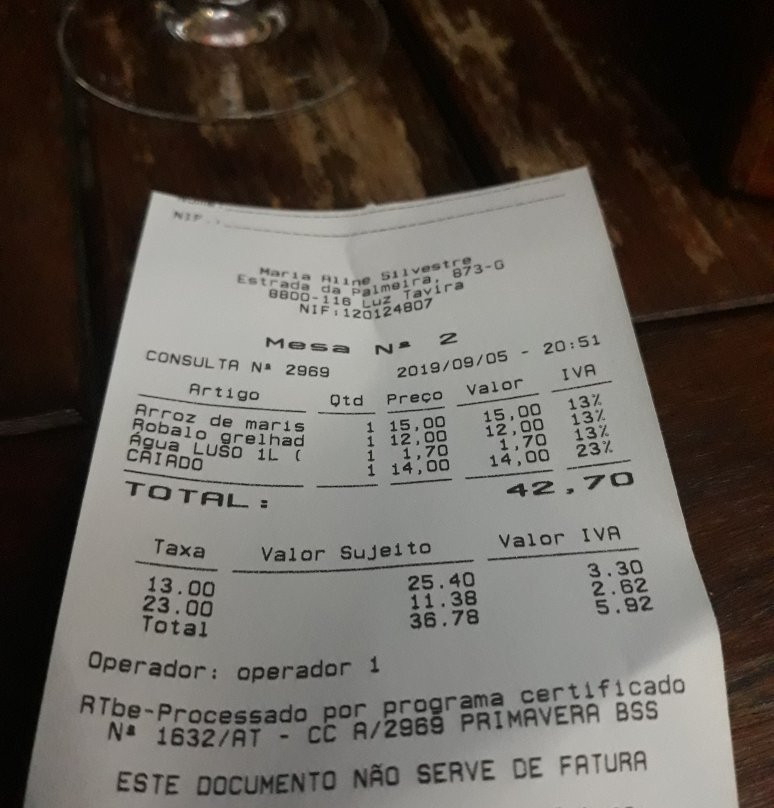 NIF.:
Maria Aline Silvestre
Estrada da Palmeira, 873-G
8800-116 Luz Tavira
NIF:120124807
Mesa Nª 2
CONSULTA Nª 2969 2019/09/05 - 20:51
Artigo Qtd Preço Valor IVA
Arroz de maris 1 15,00 15,00 13%
Robalo grelhad 1 12,00 12,00 13%
Água LUSO 1L ( 1 1,70 1,70 13%
CAIADO 1 14,00 14,00 23%
TOTAL: 42,70
Taxa Valor Sujeito Valor IVA
13.00 25.40 3.30
23.00 11.38 2.62
Total 36.78 5.92
Operador: operador 1
RTbe-Processado por programa certificado
Nª 1632/AT - CC A/2969 PRIMAVERA BSS
ESTE DOCUMENTO NÃO SERVE DE FATURA